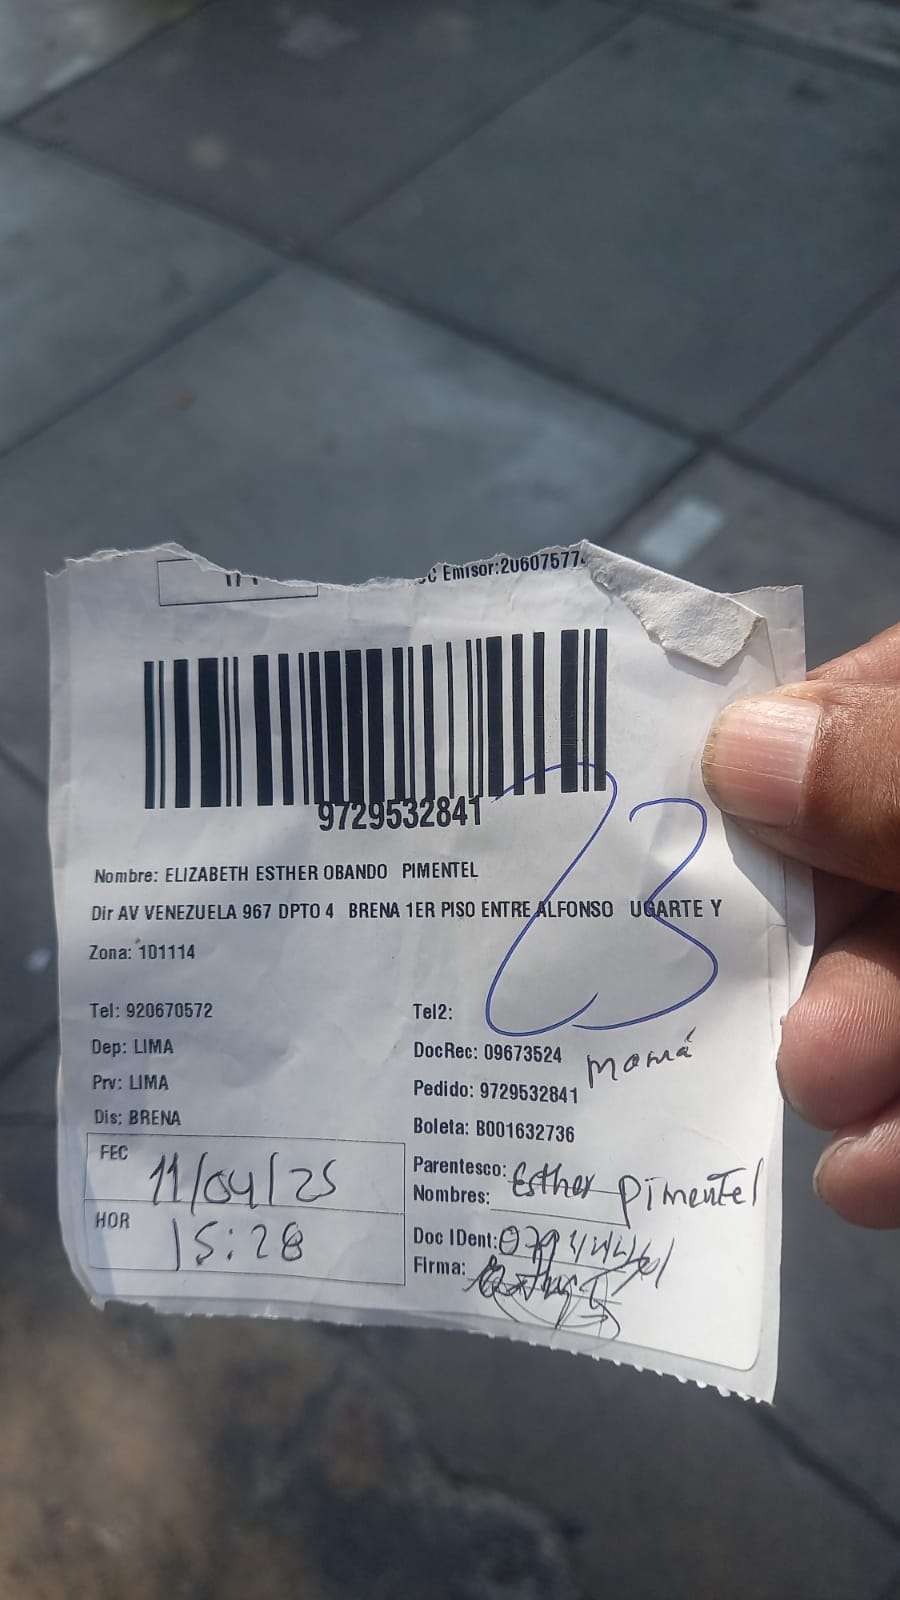 Emisor:20607577
9729532841
23
Nombre: ELIZABETH ESTHER OBANDO PIMENTEL
Dir AV VENEZUELA 967 DPTO 4 BRENA 1ER PISO ENTRE ALFONSO UGARTE Y
Zona: 101114
Tel: 920670572
Tel2:
Dep: LIMA
DocRec: 09673524
mamá
Prv: LIMA
Pedido: 9729532841
Dis: BRENA
Boleta: B001632736
FEC 11/04/25
Parentesco:
Nombres: Esther Pimentel
HOR 15:28
Doc IDent:
Firma: